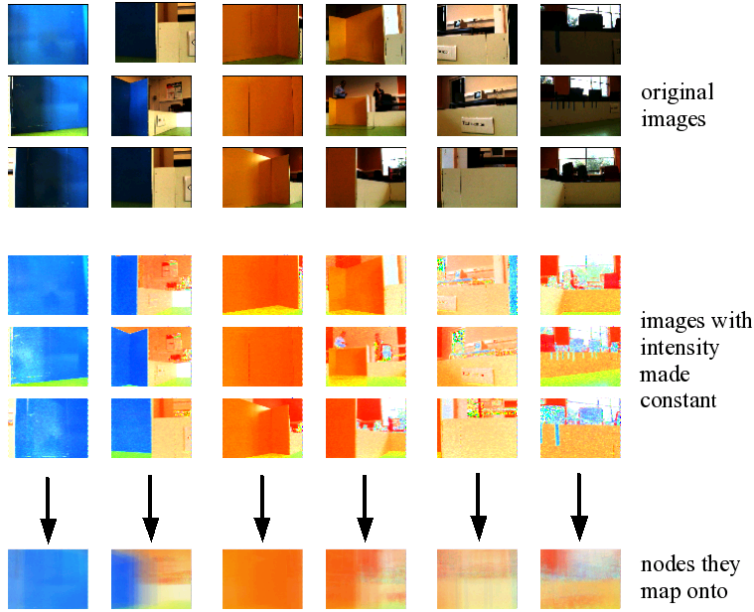 original
images
images with
intensity
made
constant
nodes they
map onto